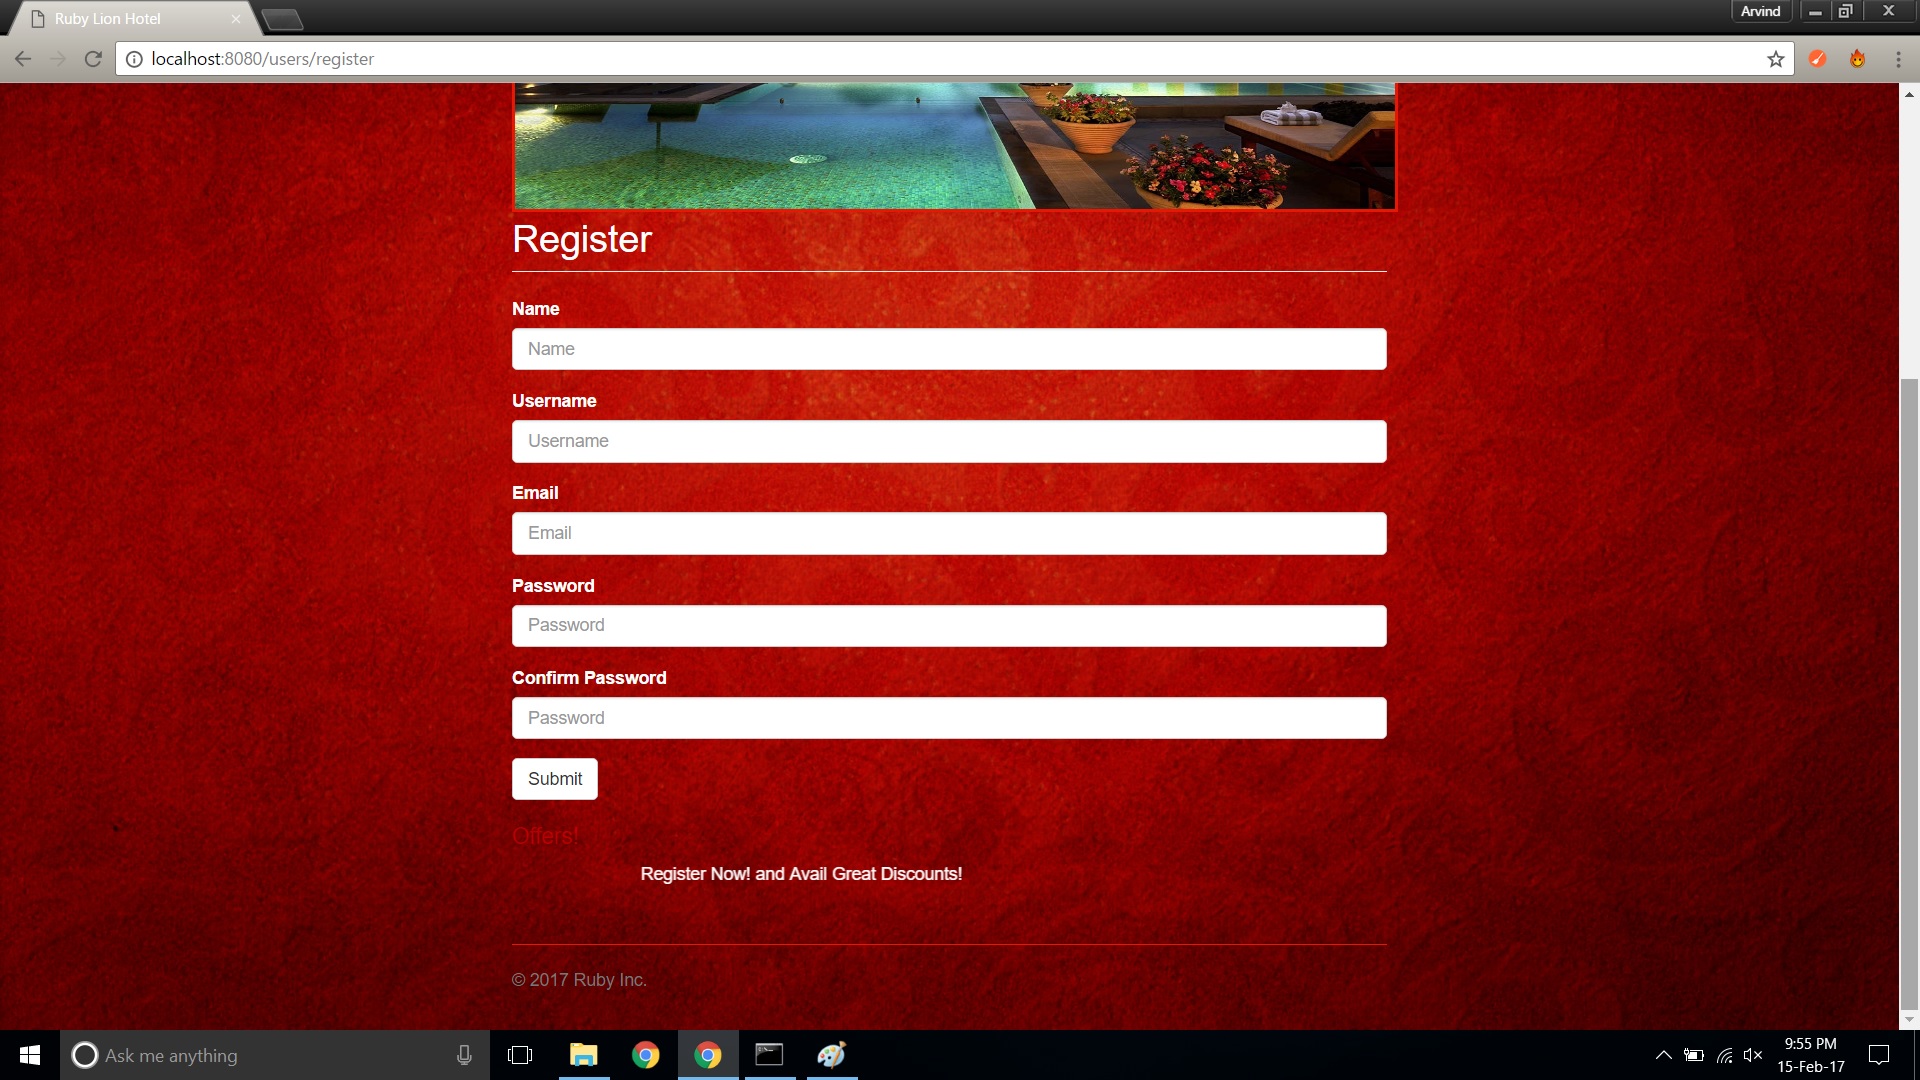 Ruby Lion Hotel
Arvind
localhost:8080/users/register
Register
Name
Name
Username
Username
Email
Email
Password
Password
Confirm Password
Password
Submit
Offers!
Register Now! and Avail Great Discounts!
© 2017 Ruby Inc.
Ask me anything
9:55 PM
15-Feb-17